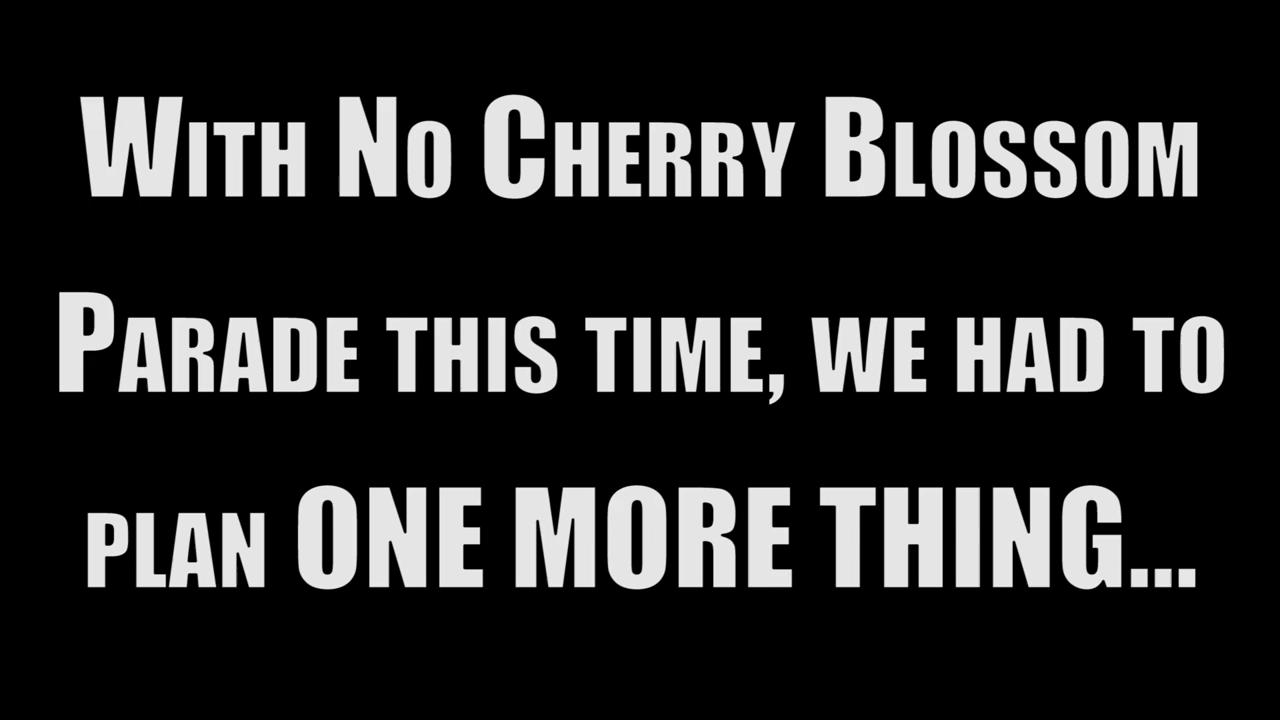 With No Cherry Blossom
Parade this time, we had to
plan ONE MORE THING...